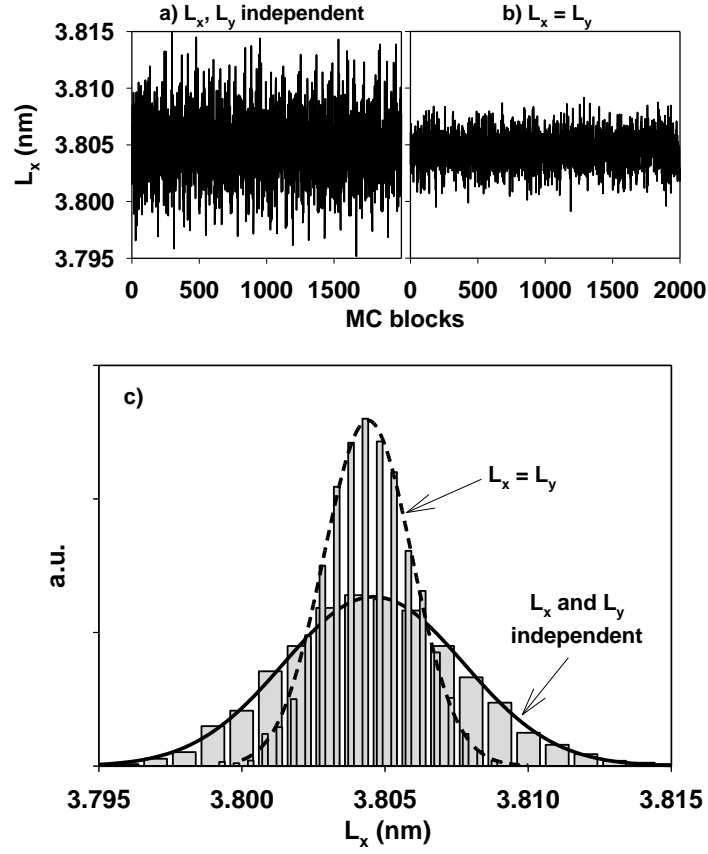 a) Lx, Ly independent
b) Lx = Ly
3.815
3.810
3.805
3.800
3.795
Lx (nm)
0 500 1000 1500
0 500 1000 1500 2000
MC blocks
c)
Lx = Ly
Lx and Ly
independent
a.u.
3.795 3.800 3.805 3.810 3.815
Lx (nm)